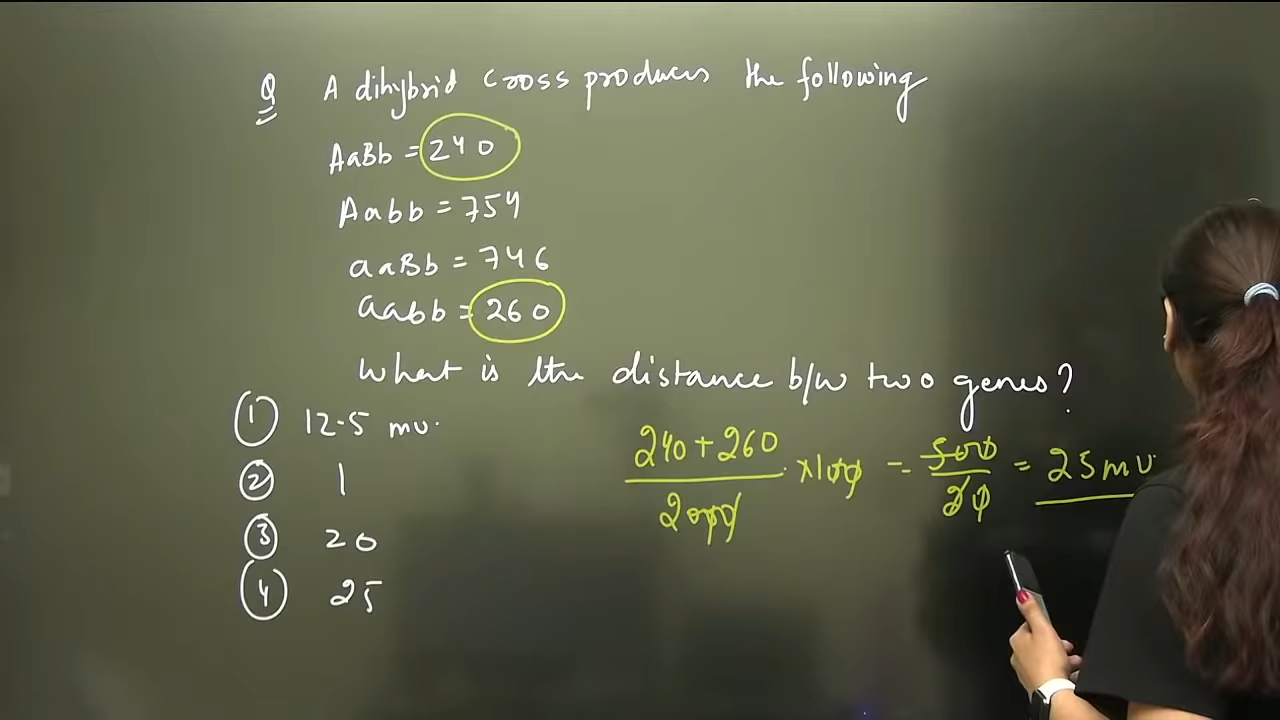 Q A dihybrid cross produces the following
AaBb = 240
Aabb = 754
aaBb = 746
aabb = 260
What is the distance b/w two genes?
① 12.5 mu.
② 1
③ 20
④ 25
240 + 260 / 2000 × 100 = 500 / 20 = 25 mu.